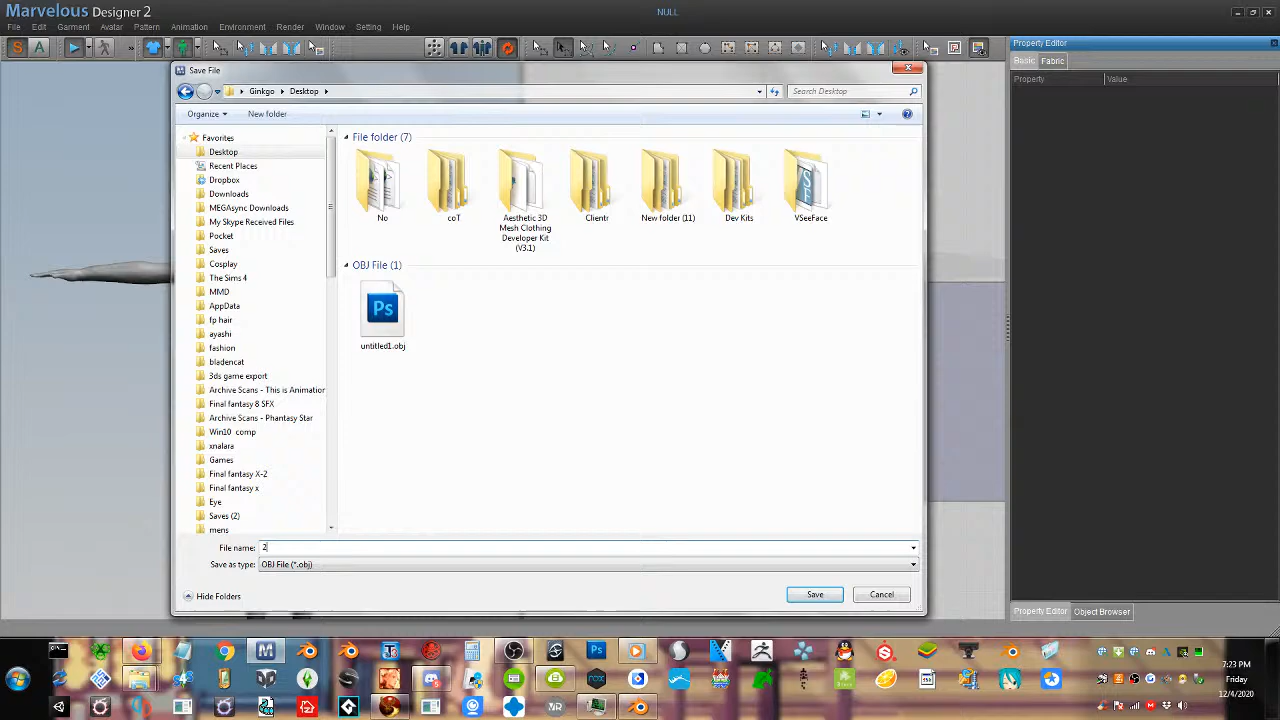 Marvelous Designer 2
NULL
File Edit Garment Avatar Pattern Animation Environment Render Window Setting Help
S A
Property Editor
Basic Fabric
Property Value
Save File
Ginkgo Desktop
Search Desktop
Organize New folder
Favorites
Desktop
Recent Places
Dropbox
Downloads
MEGAsync Downloads
My Skype Received Files
Pocket
Saves
Cosplay
The Sims 4
MMD
AppData
fp hair
ayashi
fashion
bladencat
3ds game export
Archive Scans - This is Animation
Final fantasy 8 SFX
Archive Scans - Phantasy Star
Win10 comp
xnalara
Games
Final fantasy X-2
Final fantasy x
Eye
Saves (2)
mens
File folder (7)
No
coT
Aesthetic 3D
Mesh Clothing
Developer Kit
(V3.1)
Clientr
New folder (11)
Dev Kits
VSeeFace
OBJ File (1)
Ps
untitled1.obj
File name: 2
Save as type: OBJ File (*.obj)
Hide Folders
Save Cancel
Property Editor Object Browser
Ps
7:23 PM
Friday
12/4/2020